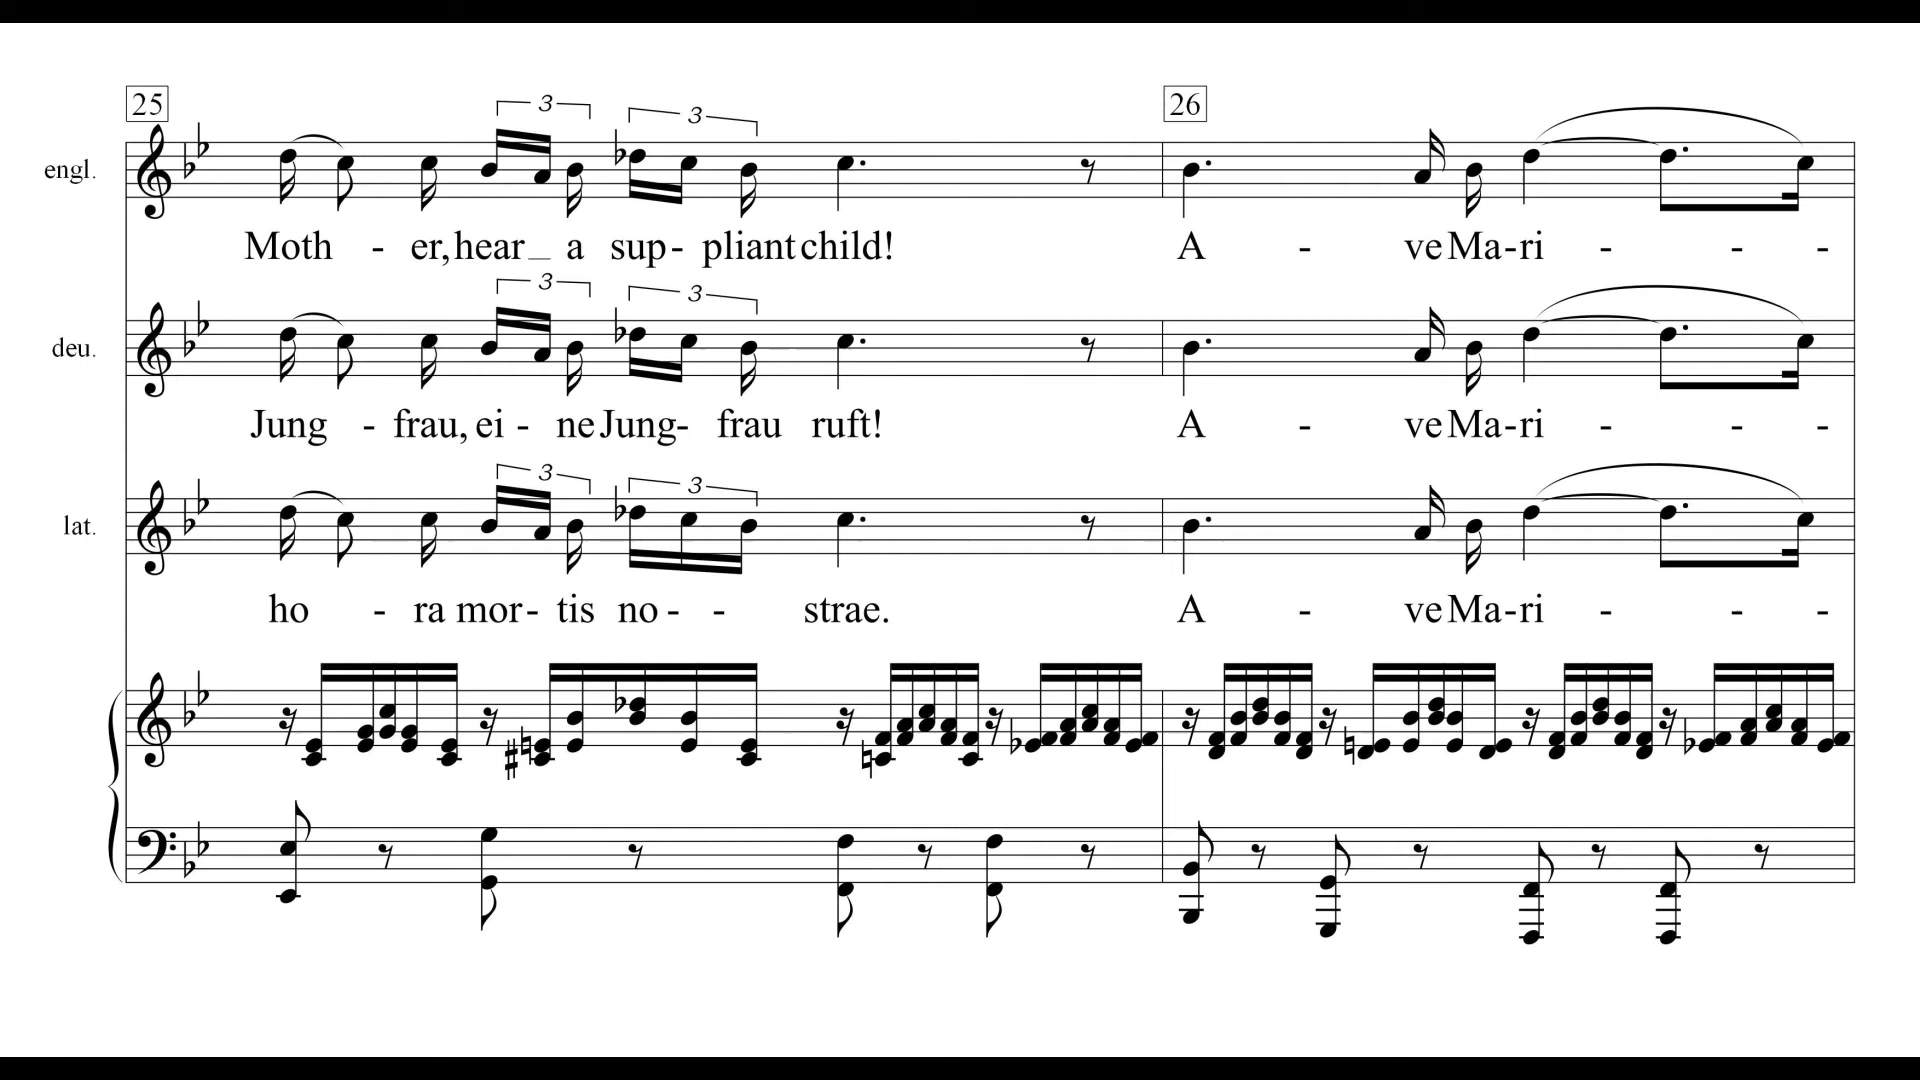 25 26
3 3
engl.
Moth - er, hear _ a sup - pliant child! A - ve Ma - ri - - -
3 3
deu.
Jung - frau, ei - ne Jung - frau ruft! A - ve Ma - ri - - -
3 3
lat.
ho - ra mor - tis no - - strae. A - ve Ma - ri - - -